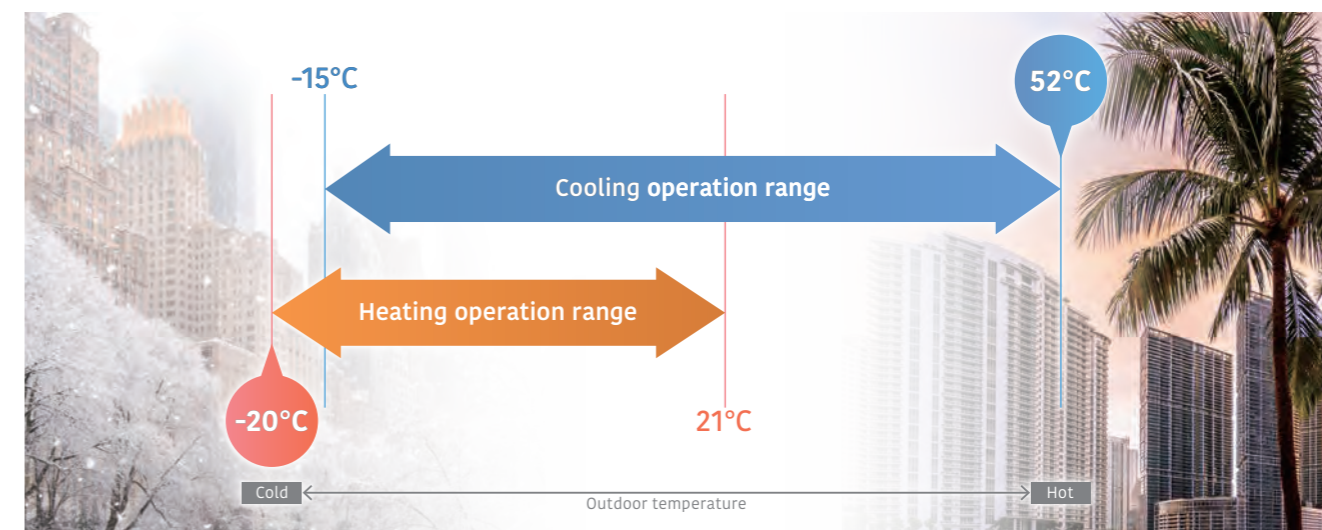 -15°C
52°C
Cooling operation range
Heating operation range
-20°C
21°C
Cold
Hot
Outdoor temperature